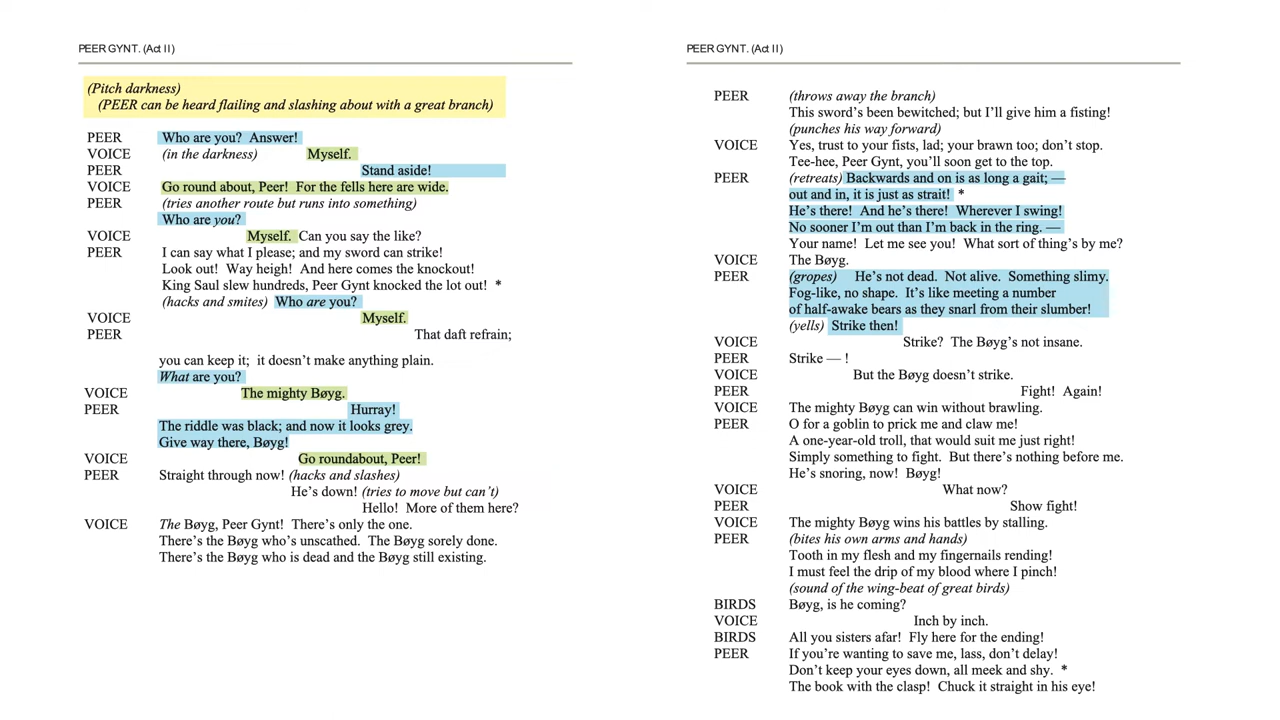 PEER GYNT. (Act II)
(Pitch darkness)
(PEER can be heard flailing and slashing about with a great branch)
PEER Who are you? Answer!
VOICE (in the darkness) Myself.
PEER Stand aside!
VOICE Go round about, Peer! For the fells here are wide.
PEER (tries another route but runs into something)
Who are you?
VOICE Myself. Can you say the like?
PEER I can say what I please; and my sword can strike!
Look out! Way heigh! And here comes the knockout!
King Saul slew hundreds, Peer Gynt knocked the lot out! *
(hacks and smites) Who are you?
VOICE Myself.
PEER That daft refrain;
you can keep it; it doesn't make anything plain.
What are you?
VOICE The mighty Bøyg.
PEER Hurray!
The riddle was black; and now it looks grey.
Give way there, Bøyg!
VOICE Go roundabout, Peer!
PEER Straight through now! (hacks and slashes)
He's down! (tries to move but can't)
Hello! More of them here?
VOICE The Bøyg, Peer Gynt! There's only the one.
There's the Bøyg who's unscathed. The Bøyg sorely done.
There's the Bøyg who is dead and the Bøyg still existing.
PEER GYNT. (Act II)
PEER (throws away the branch)
This sword's been bewitched; but I'll give him a fisting!
(punches his way forward)
VOICE Yes, trust to your fists, lad; your brawn too; don't stop.
Tee-hee, Peer Gynt, you'll soon get to the top.
PEER (retreats) Backwards and on is as long a gait; —
out and in, it is just as strait! *
He's there! And he's there! Wherever I swing!
No sooner I'm out than I'm back in the ring. —
Your name! Let me see you! What sort of thing's by me?
VOICE The Bøyg.
PEER (gropes) He's not dead. Not alive. Something slimy.
Fog-like, no shape. It's like meeting a number
of half-awake bears as they snarl from their slumber!
(yells) Strike then!
VOICE Strike? The Bøyg's not insane.
PEER Strike — !
VOICE But the Bøyg doesn't strike.
PEER Fight! Again!
VOICE The mighty Bøyg can win without brawling.
PEER O for a goblin to prick me and claw me!
A one-year-old troll, that would suit me just right!
Simply something to fight. But there's nothing before me.
He's snoring, now! Bøyg!
VOICE What now?
PEER Show fight!
VOICE The mighty Bøyg wins his battles by stalling.
PEER (bites his own arms and hands)
Tooth in my flesh and my fingernails rending!
I must feel the drip of my blood where I pinch!
(sound of the wing-beat of great birds)
BIRDS Bøyg, is he coming?
VOICE Inch by inch.
BIRDS All you sisters afar! Fly here for the ending!
PEER If you're wanting to save me, lass, don't delay!
Don't keep your eyes down, all meek and shy. *
The book with the clasp! Chuck it straight in his eye!